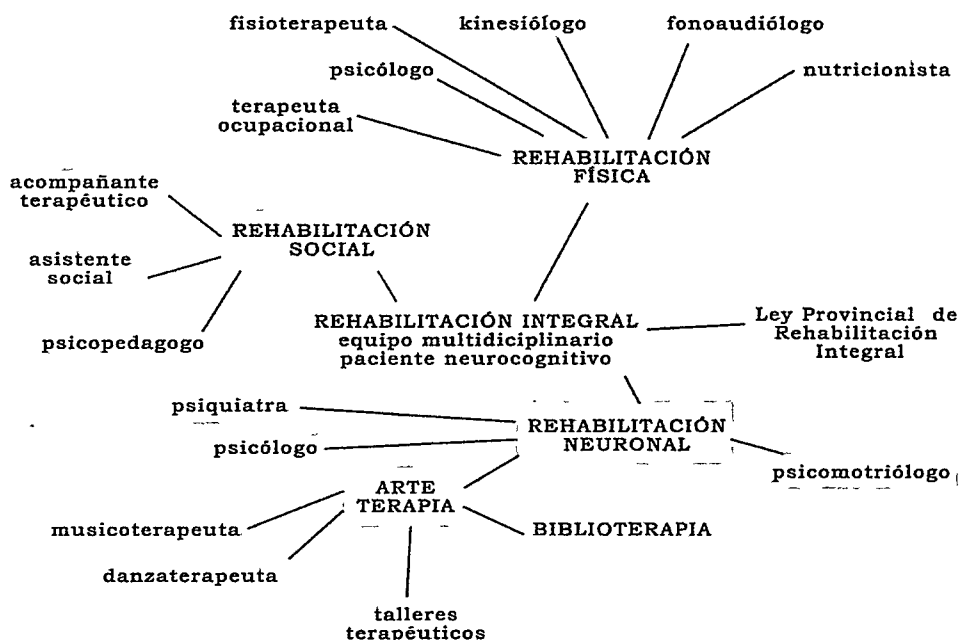 fisioterapeuta
kinesiólogo
fonoaudiólogo
psicólogo
nutricionista
terapeuta
ocupacional
REHABILITACIÓN
FÍSICA
acompañante
terapéutico
REHABILITACIÓN
SOCIAL
asistente
social
psicopedagogo
REHABILITACIÓN INTEGRAL
equipo multidiciplinario
paciente neurocognitivo
Ley Provincial de
Rehabilitación
Integral
psiquiatra
REHABILITACIÓN
NEURONAL
psicólogo
psicomotriólogo
ARTE
TERAPIA
musicoterapeuta
BIBLIOTERAPIA
danzaterapeuta
talleres
terapéuticos